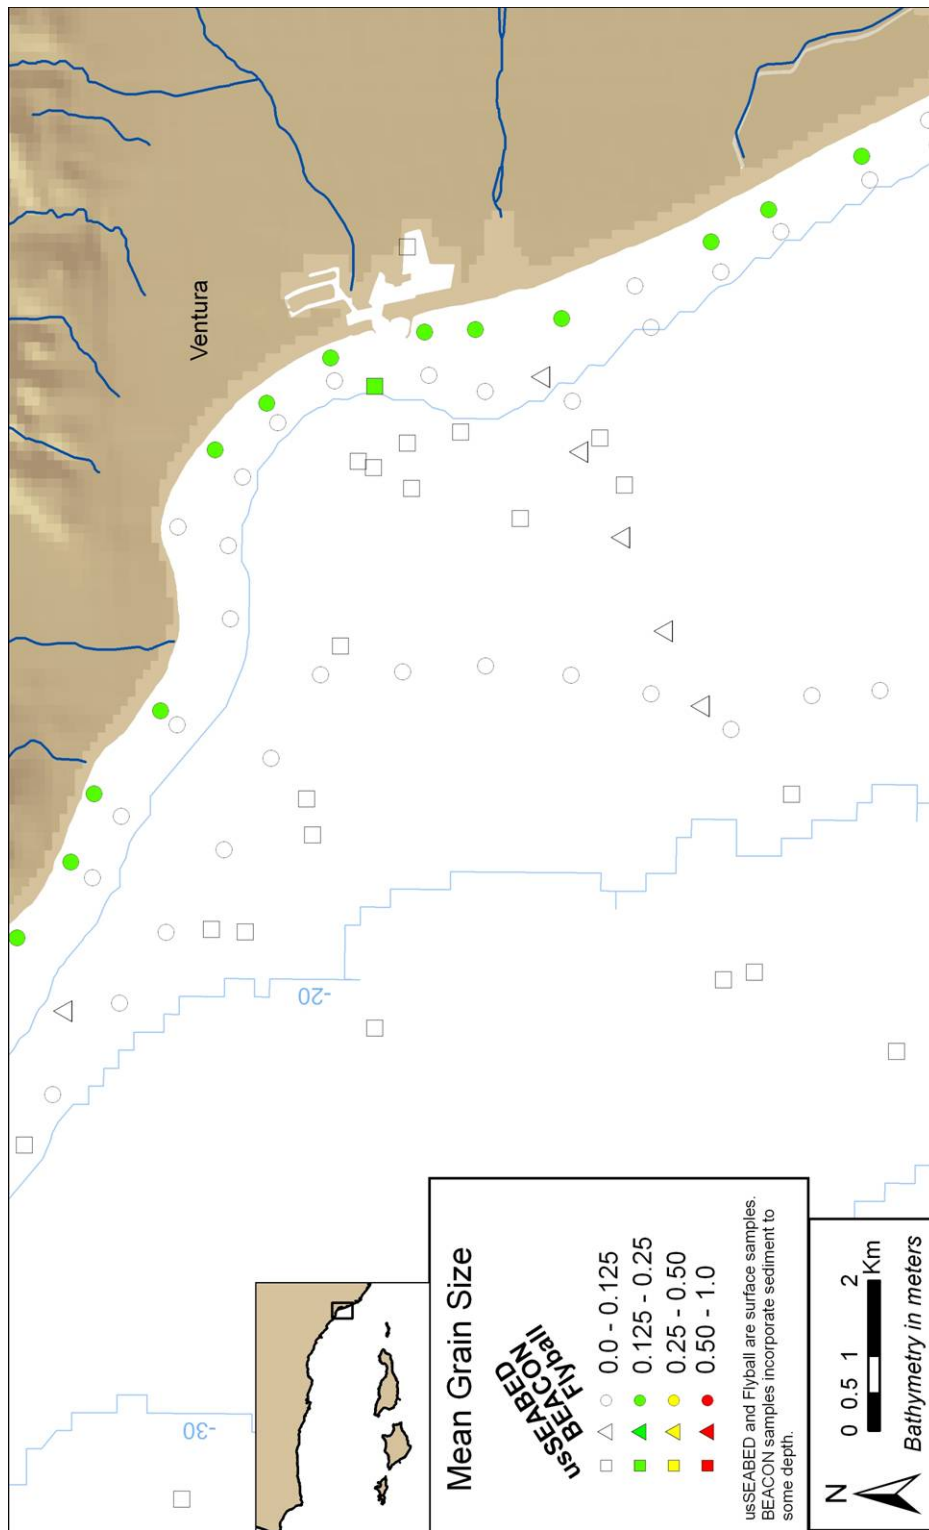 Ventura
-20
-30
Mean Grain Size
usSEABED
BEACON
Flyball
0.0 - 0.125
0.125 - 0.25
0.25 - 0.50
0.50 - 1.0
usSEABED and Flyball are surface samples.
BEACON samples incorporate sediment to
some depth.
N
0 0.5 1 2
Km
Bathymetry in meters